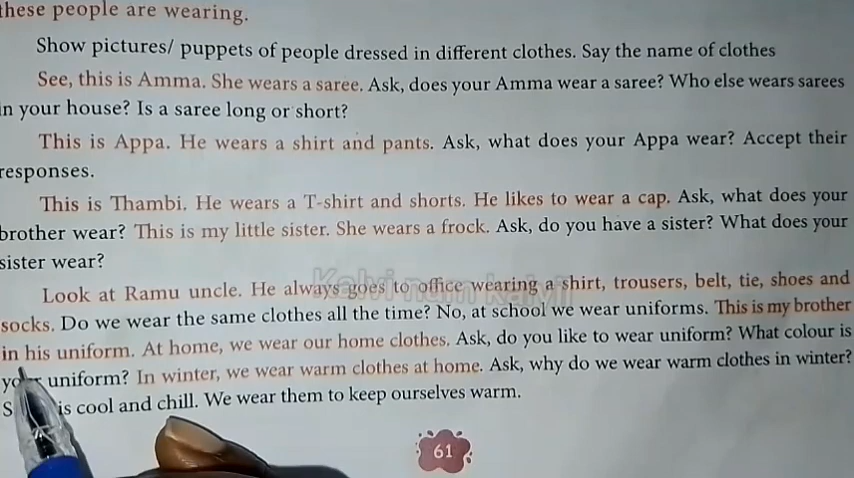 these people are wearing.
Show pictures/ puppets of people dressed in different clothes. Say the name of clothes
See, this is Amma. She wears a saree. Ask, does your Amma wear a saree? Who else wears sarees
in your house? Is a saree long or short?
This is Appa. He wears a shirt and pants. Ask, what does your Appa wear? Accept their
responses.
This is Thambi. He wears a T-shirt and shorts. He likes to wear a cap. Ask, what does your
brother wear? This is my little sister. She wears a frock. Ask, do you have a sister? What does your
sister wear?
Look at Ramu uncle. He always goes to office wearing a shirt, trousers, belt, tie, shoes and
socks. Do we wear the same clothes all the time? No, at school we wear uniforms. This is my brother
in his uniform. At home, we wear our home clothes. Ask, do you like to wear uniform? What colour is
your uniform? In winter, we wear warm clothes at home. Ask, why do we wear warm clothes in winter?
is cool and chill. We wear them to keep ourselves warm.
61